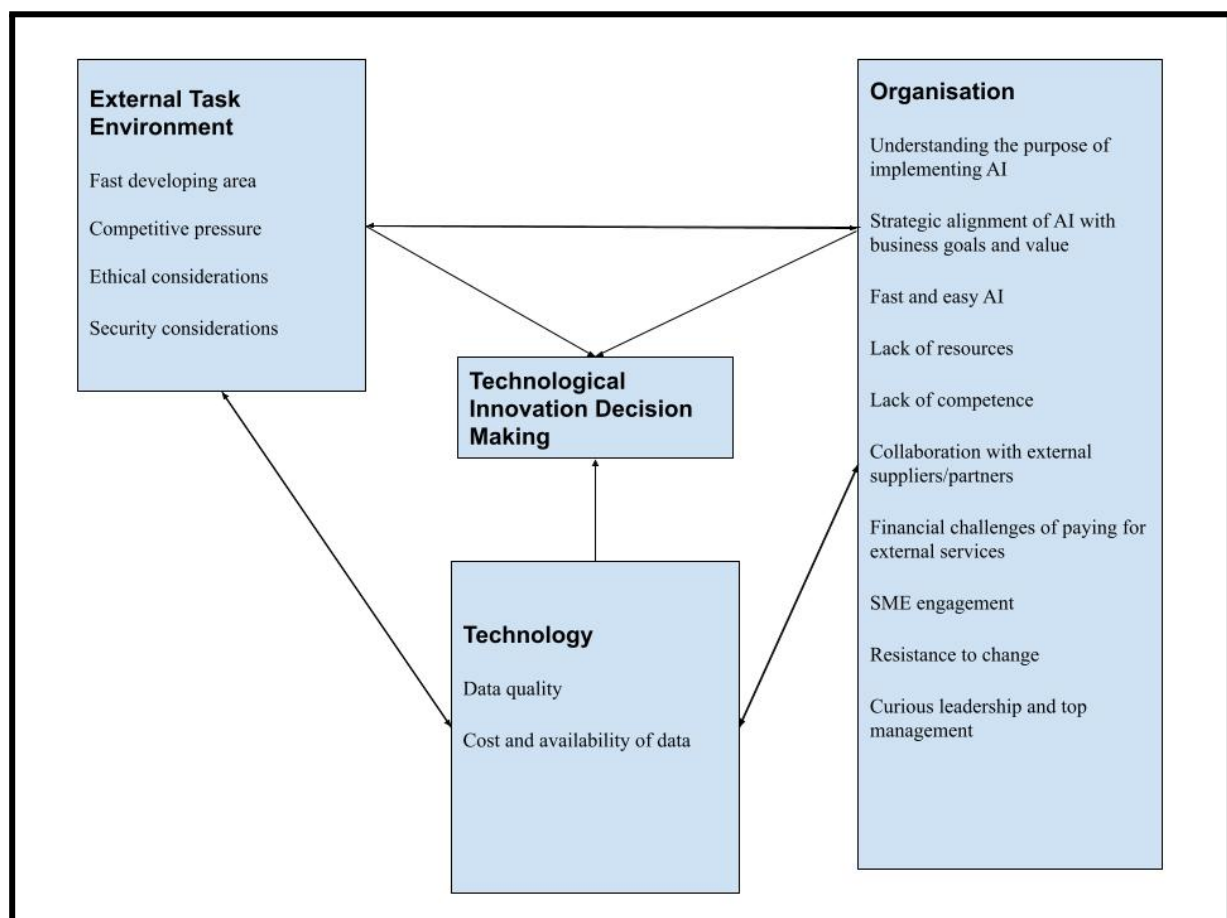 External Task
Environment
Fast developing area
Competitive pressure
Ethical considerations
Security considerations
Organisation
Understanding the purpose of
implementing AI
Strategic alignment of AI with
business goals and value
Fast and easy AI
Lack of resources
Lack of competence
Collaboration with external
suppliers/partners
Financial challenges of paying for
external services
SME engagement
Resistance to change
Curious leadership and top
management
Technological
Innovation Decision
Making
Technology
Data quality
Cost and availability of data